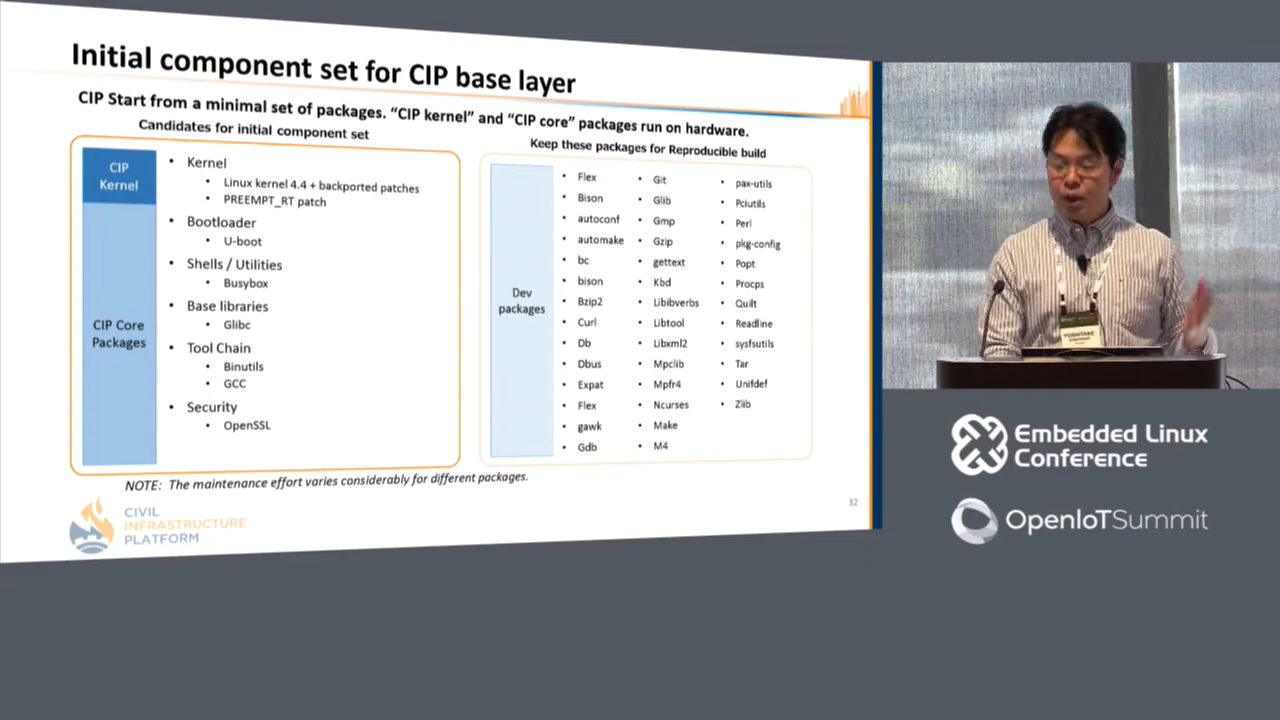 Initial component set for CIP base layer
CIP Start from a minimal set of packages. “CIP kernel” and “CIP core” packages run on hardware.
Candidates for initial component set
CIP
Kernel
CIP Core
Packages
• Kernel
• Linux kernel 4.4 + backported patches
• PREEMPT_RT patch
• Bootloader
• U-boot
• Shells / Utilities
• Busybox
• Base libraries
• Glibc
• Tool Chain
• Binutils
• GCC
• Security
• OpenSSL
Keep these packages for Reproducible build
Dev
packages
• Flex
• Bison
• autoconf
• automake
• bc
• bison
• Bzip2
• Curl
• Db
• Dbus
• Expat
• Flex
• gawk
• Gdb
• Git
• Glib
• Gmp
• Gzip
• gettext
• Kbd
• Libibverbs
• Libtool
• Libxml2
• Mpclib
• Mpfr4
• Ncurses
• Make
• M4
• pax-utils
• Pciutils
• Perl
• pkg-config
• Popt
• Procps
• Quilt
• Readline
• sysfsutils
• Tar
• Unifdef
• Zlib
NOTE: The maintenance effort varies considerably for different packages.
CIVIL
INFRASTRUCTURE
PLATFORM
32
YOSHITAKE
Embedded Linux
Conference
OpenIoTSummit